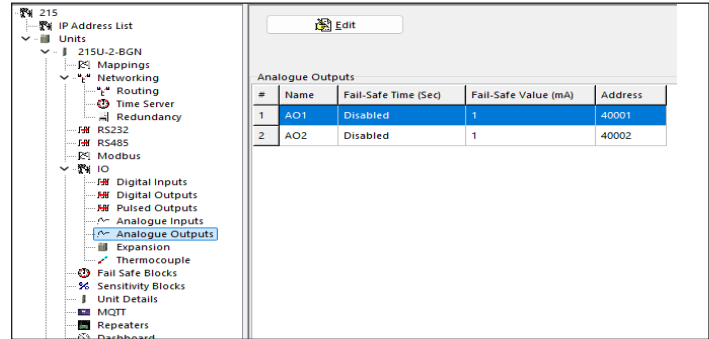 215
IP Address List
Units
215U-2-BGN
Mappings
Networking
Routing
Time Server
Redundancy
RS232
RS485
Modbus
IO
Digital Inputs
Digital Outputs
Pulsed Outputs
Analogue Inputs
Analogue Outputs
Expansion
Thermocouple
Fail Safe Blocks
Sensitivity Blocks
Unit Details
MQTT
Repeaters
Dashboard
Edit
Analogue Outputs
# Name Fail-Safe Time (Sec) Fail-Safe Value (mA) Address
1 AO1 Disabled 1 40001
2 AO2 Disabled 1 40002